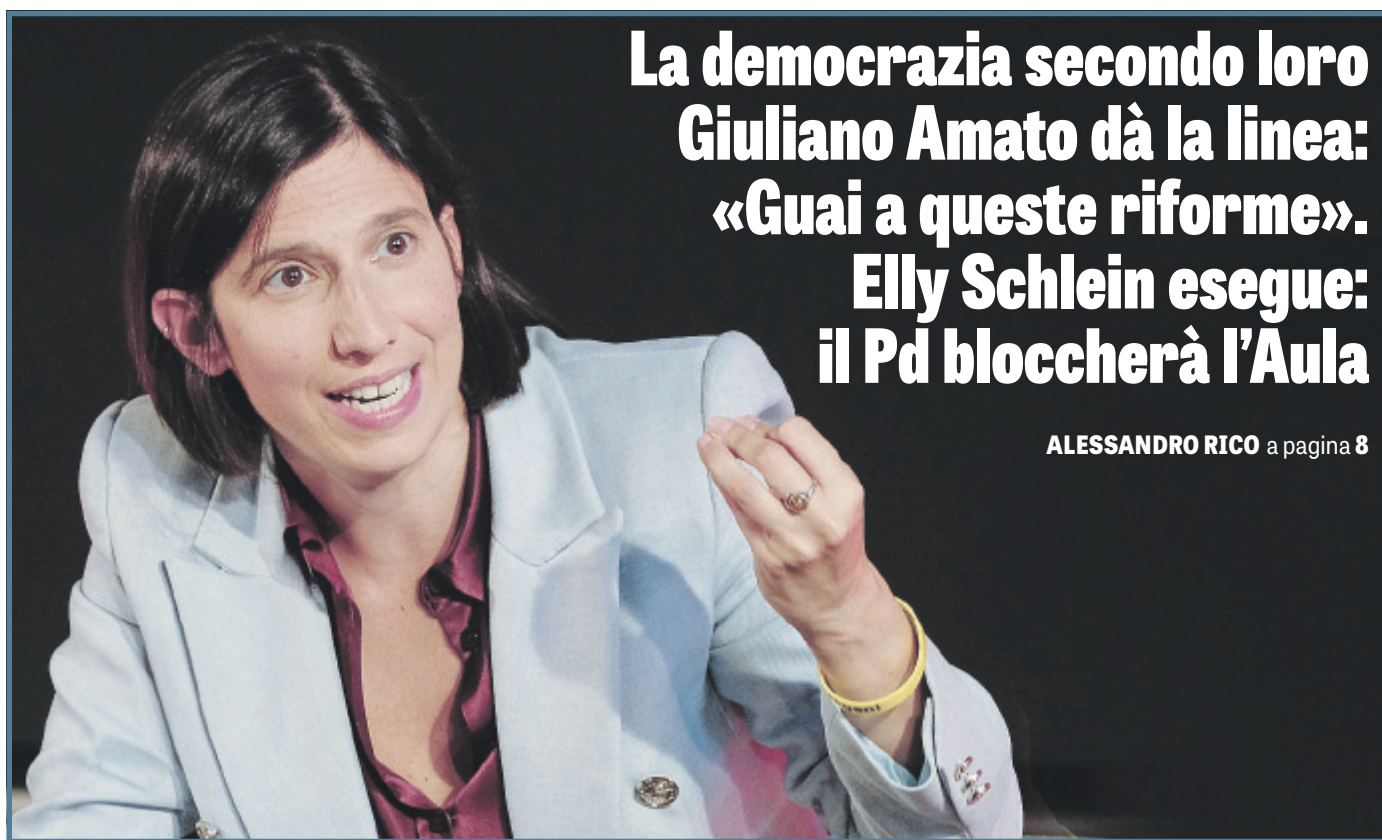 La democrazia secondo loro
Giuliano Amato dà la linea:
«Guai a queste riforme».
Elly Schlein esegue:
il Pd bloccherà l’Aula
ALESSANDRO RICO a pagina 8